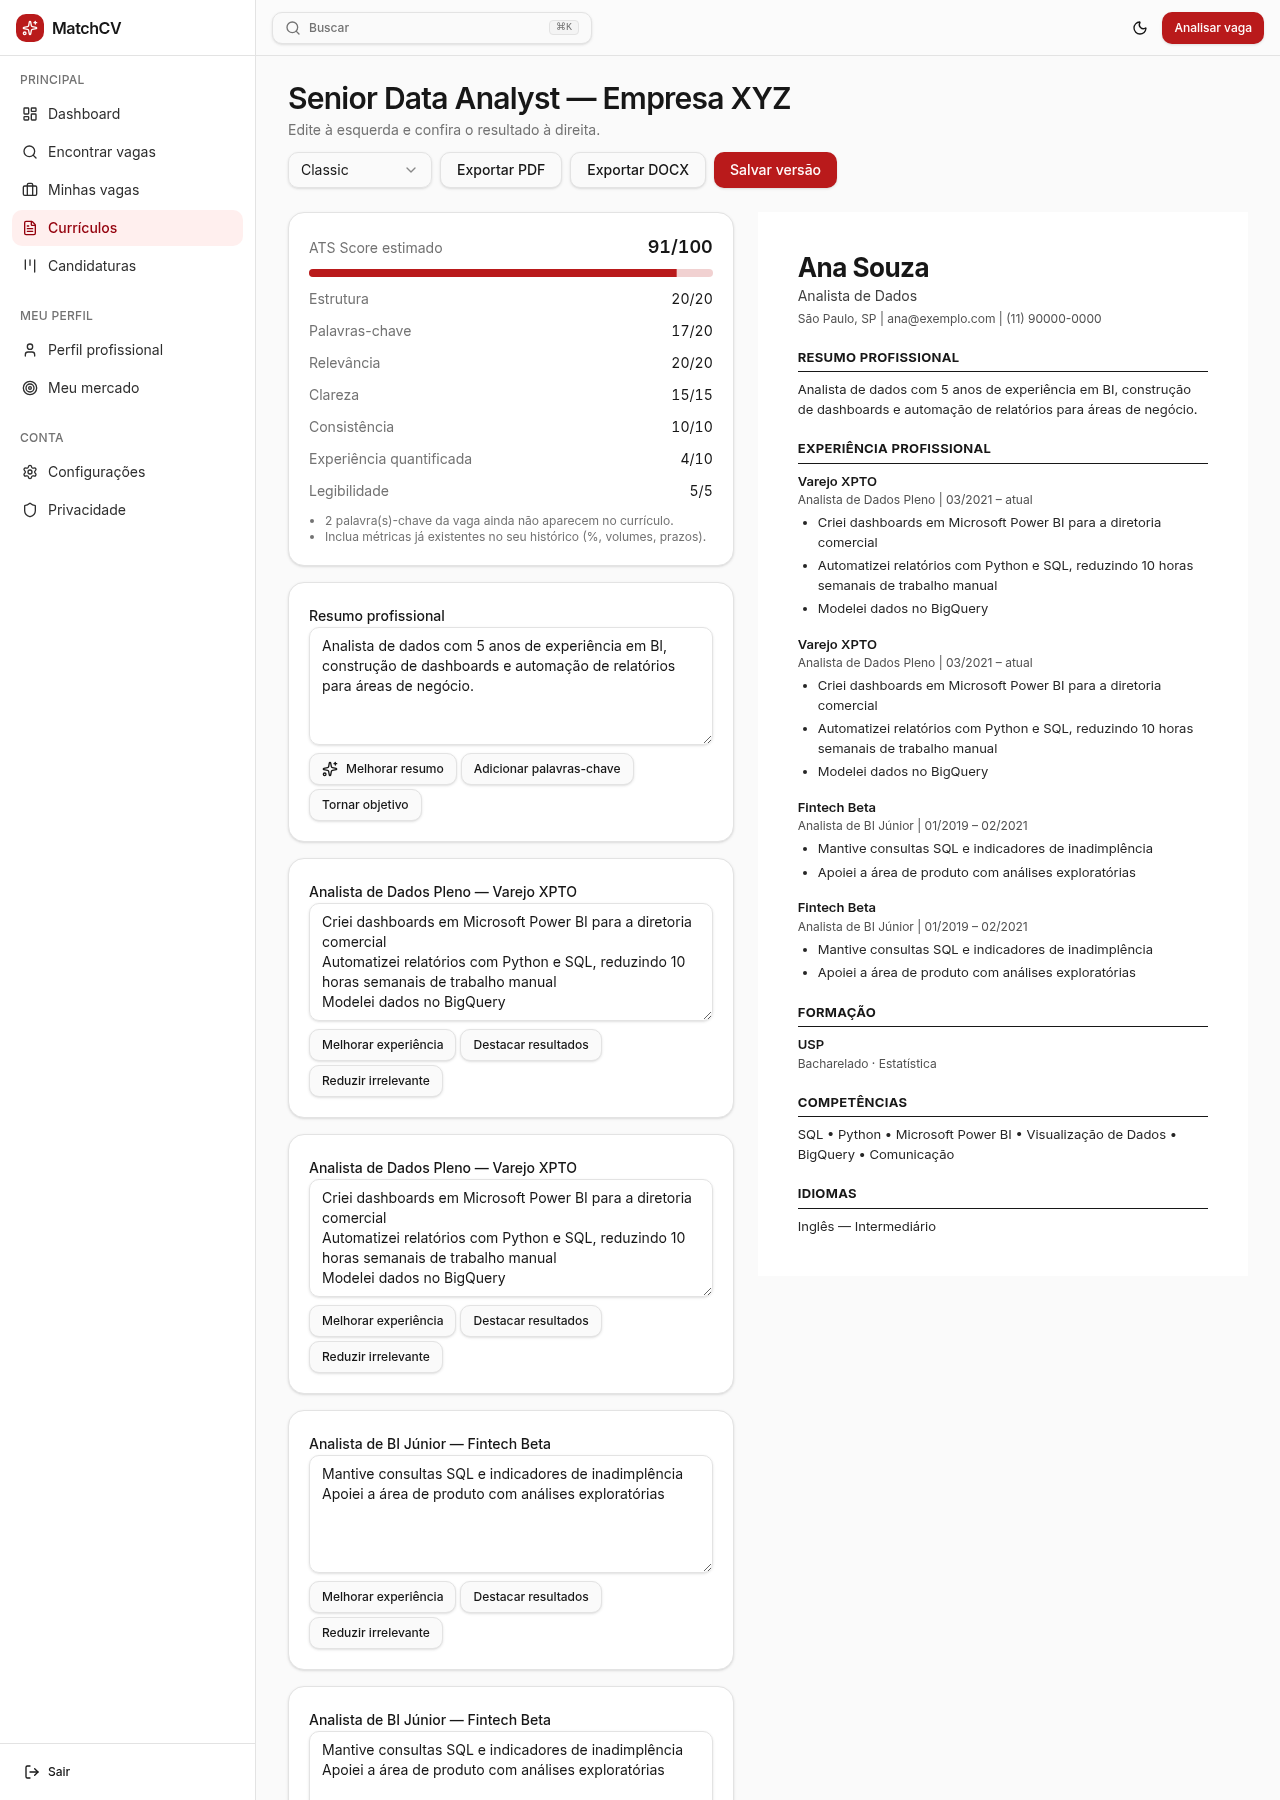 MatchCV
Buscar
⌘K
Analisar vaga
PRINCIPAL
Dashboard
Encontrar vagas
Minhas vagas
Currículos
Candidaturas
MEU PERFIL
Perfil profissional
Meu mercado
CONTA
Configurações
Privacidade
Sair
Senior Data Analyst — Empresa XYZ
Edite à esquerda e confira o resultado à direita.
Classic
Exportar PDF
Exportar DOCX
Salvar versão
ATS Score estimado 91/100
Estrutura 20/20
Palavras-chave 17/20
Relevância 20/20
Clareza 15/15
Consistência 10/10
Experiência quantificada 4/10
Legibilidade 5/5
• 2 palavra(s)-chave da vaga ainda não aparecem no currículo.
• Inclua métricas já existentes no seu histórico (%, volumes, prazos).
Resumo profissional
Analista de dados com 5 anos de experiência em BI,
construção de dashboards e automação de relatórios
para áreas de negócio.
Melhorar resumo
Adicionar palavras-chave
Tornar objetivo
Analista de Dados Pleno — Varejo XPTO
Criei dashboards em Microsoft Power BI para a diretoria
comercial
Automatizei relatórios com Python e SQL, reduzindo 10
horas semanais de trabalho manual
Modelei dados no BigQuery
Melhorar experiência
Destacar resultados
Reduzir irrelevante
Analista de Dados Pleno — Varejo XPTO
Criei dashboards em Microsoft Power BI para a diretoria
comercial
Automatizei relatórios com Python e SQL, reduzindo 10
horas semanais de trabalho manual
Modelei dados no BigQuery
Melhorar experiência
Destacar resultados
Reduzir irrelevante
Analista de BI Júnior — Fintech Beta
Mantive consultas SQL e indicadores de inadimplência
Apoiei a área de produto com análises exploratórias
Melhorar experiência
Destacar resultados
Reduzir irrelevante
Analista de BI Júnior — Fintech Beta
Mantive consultas SQL e indicadores de inadimplência
Apoiei a área de produto com análises exploratórias
Ana Souza
Analista de Dados
São Paulo, SP | ana@exemplo.com | (11) 90000-0000
RESUMO PROFISSIONAL
Analista de dados com 5 anos de experiência em BI, construção
de dashboards e automação de relatórios para áreas de negócio.
EXPERIÊNCIA PROFISSIONAL
Varejo XPTO
Analista de Dados Pleno | 03/2021 – atual
• Criei dashboards em Microsoft Power BI para a diretoria
comercial
• Automatizei relatórios com Python e SQL, reduzindo 10 horas
semanais de trabalho manual
• Modelei dados no BigQuery
Varejo XPTO
Analista de Dados Pleno | 03/2021 – atual
• Criei dashboards em Microsoft Power BI para a diretoria
comercial
• Automatizei relatórios com Python e SQL, reduzindo 10 horas
semanais de trabalho manual
• Modelei dados no BigQuery
Fintech Beta
Analista de BI Júnior | 01/2019 – 02/2021
• Mantive consultas SQL e indicadores de inadimplência
• Apoiei a área de produto com análises exploratórias
Fintech Beta
Analista de BI Júnior | 01/2019 – 02/2021
• Mantive consultas SQL e indicadores de inadimplência
• Apoiei a área de produto com análises exploratórias
FORMAÇÃO
USP
Bacharelado · Estatística
COMPETÊNCIAS
SQL • Python • Microsoft Power BI • Visualização de Dados •
BigQuery • Comunicação
IDIOMAS
Inglês — Intermediário